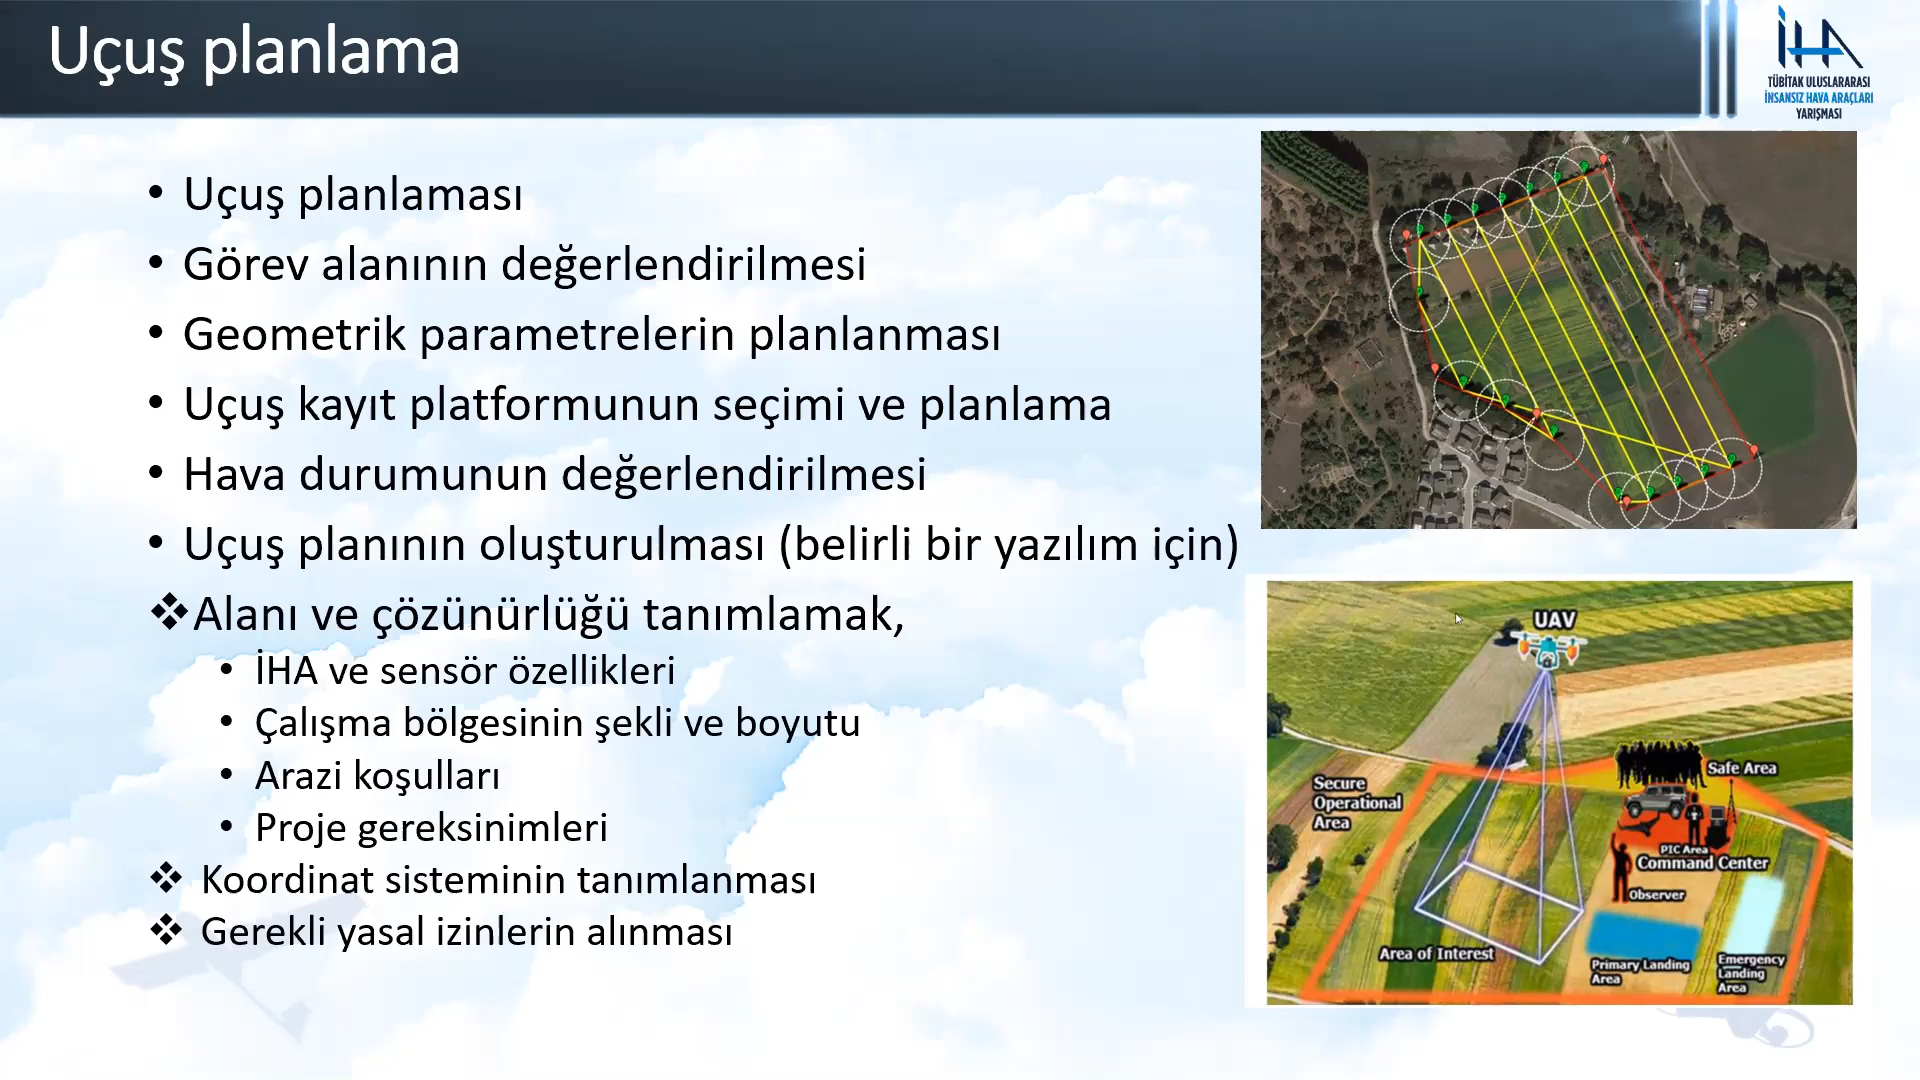 Uçuş planlama
İHA
TÜBİTAK ULUSLARARASI
İNSANSIZ HAVA ARAÇLARI
YARIŞMASI
• Uçuş planlaması
• Görev alanının değerlendirilmesi
• Geometrik parametrelerin planlanması
• Uçuş kayıt platformunun seçimi ve planlama
• Hava durumunun değerlendirilmesi
• Uçuş planının oluşturulması (belirli bir yazılım için)
❖Alanı ve çözünürlüğü tanımlamak,
• İHA ve sensör özellikleri
• Çalışma bölgesinin şekli ve boyutu
• Arazi koşulları
• Proje gereksinimleri
❖ Koordinat sisteminin tanımlanması
❖ Gerekli yasal izinlerin alınması
UAV
Safe Area
Secure
Operational
Area
PIC Area
Command Center
Observer
Area of Interest
Primary Landing
Area
Emergency
Landing
Area